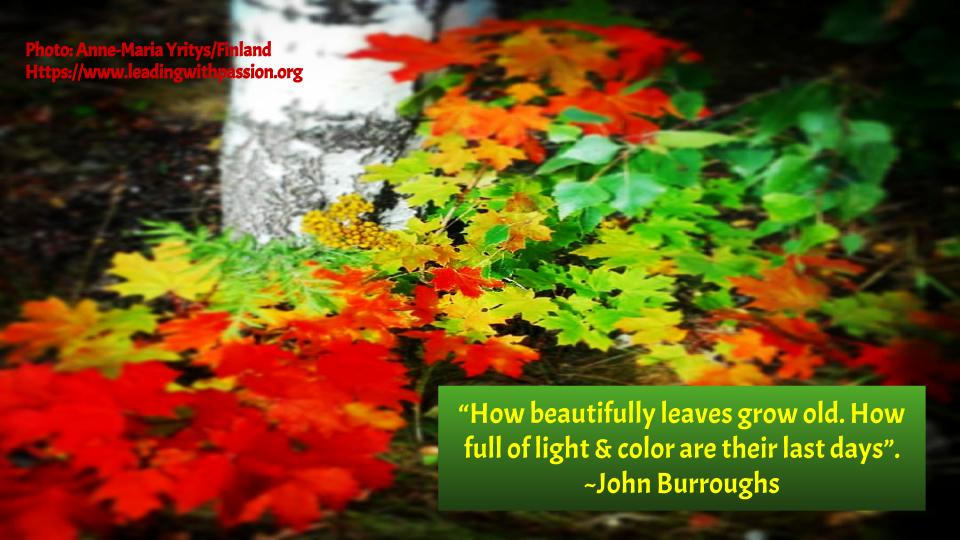 Photo: Anne-Maria Yritys/Finland
Https://www.leadingwithpassion.org
“How beautifully leaves grow old. How
full of light & color are their last days”.
~John Burroughs